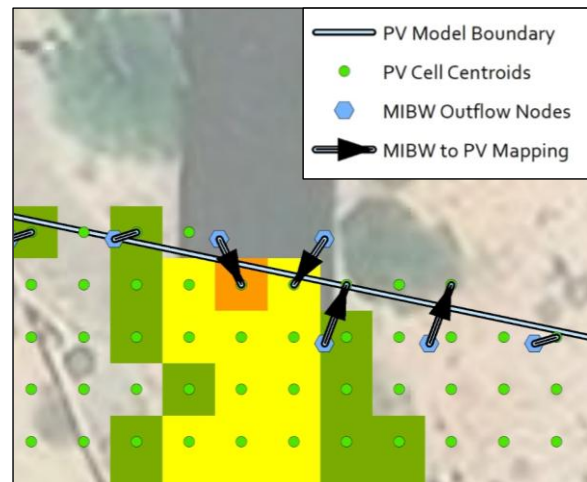 PV Model Boundary
PV Cell Centroids
MIBW Outflow Nodes
MIBW to PV Mapping